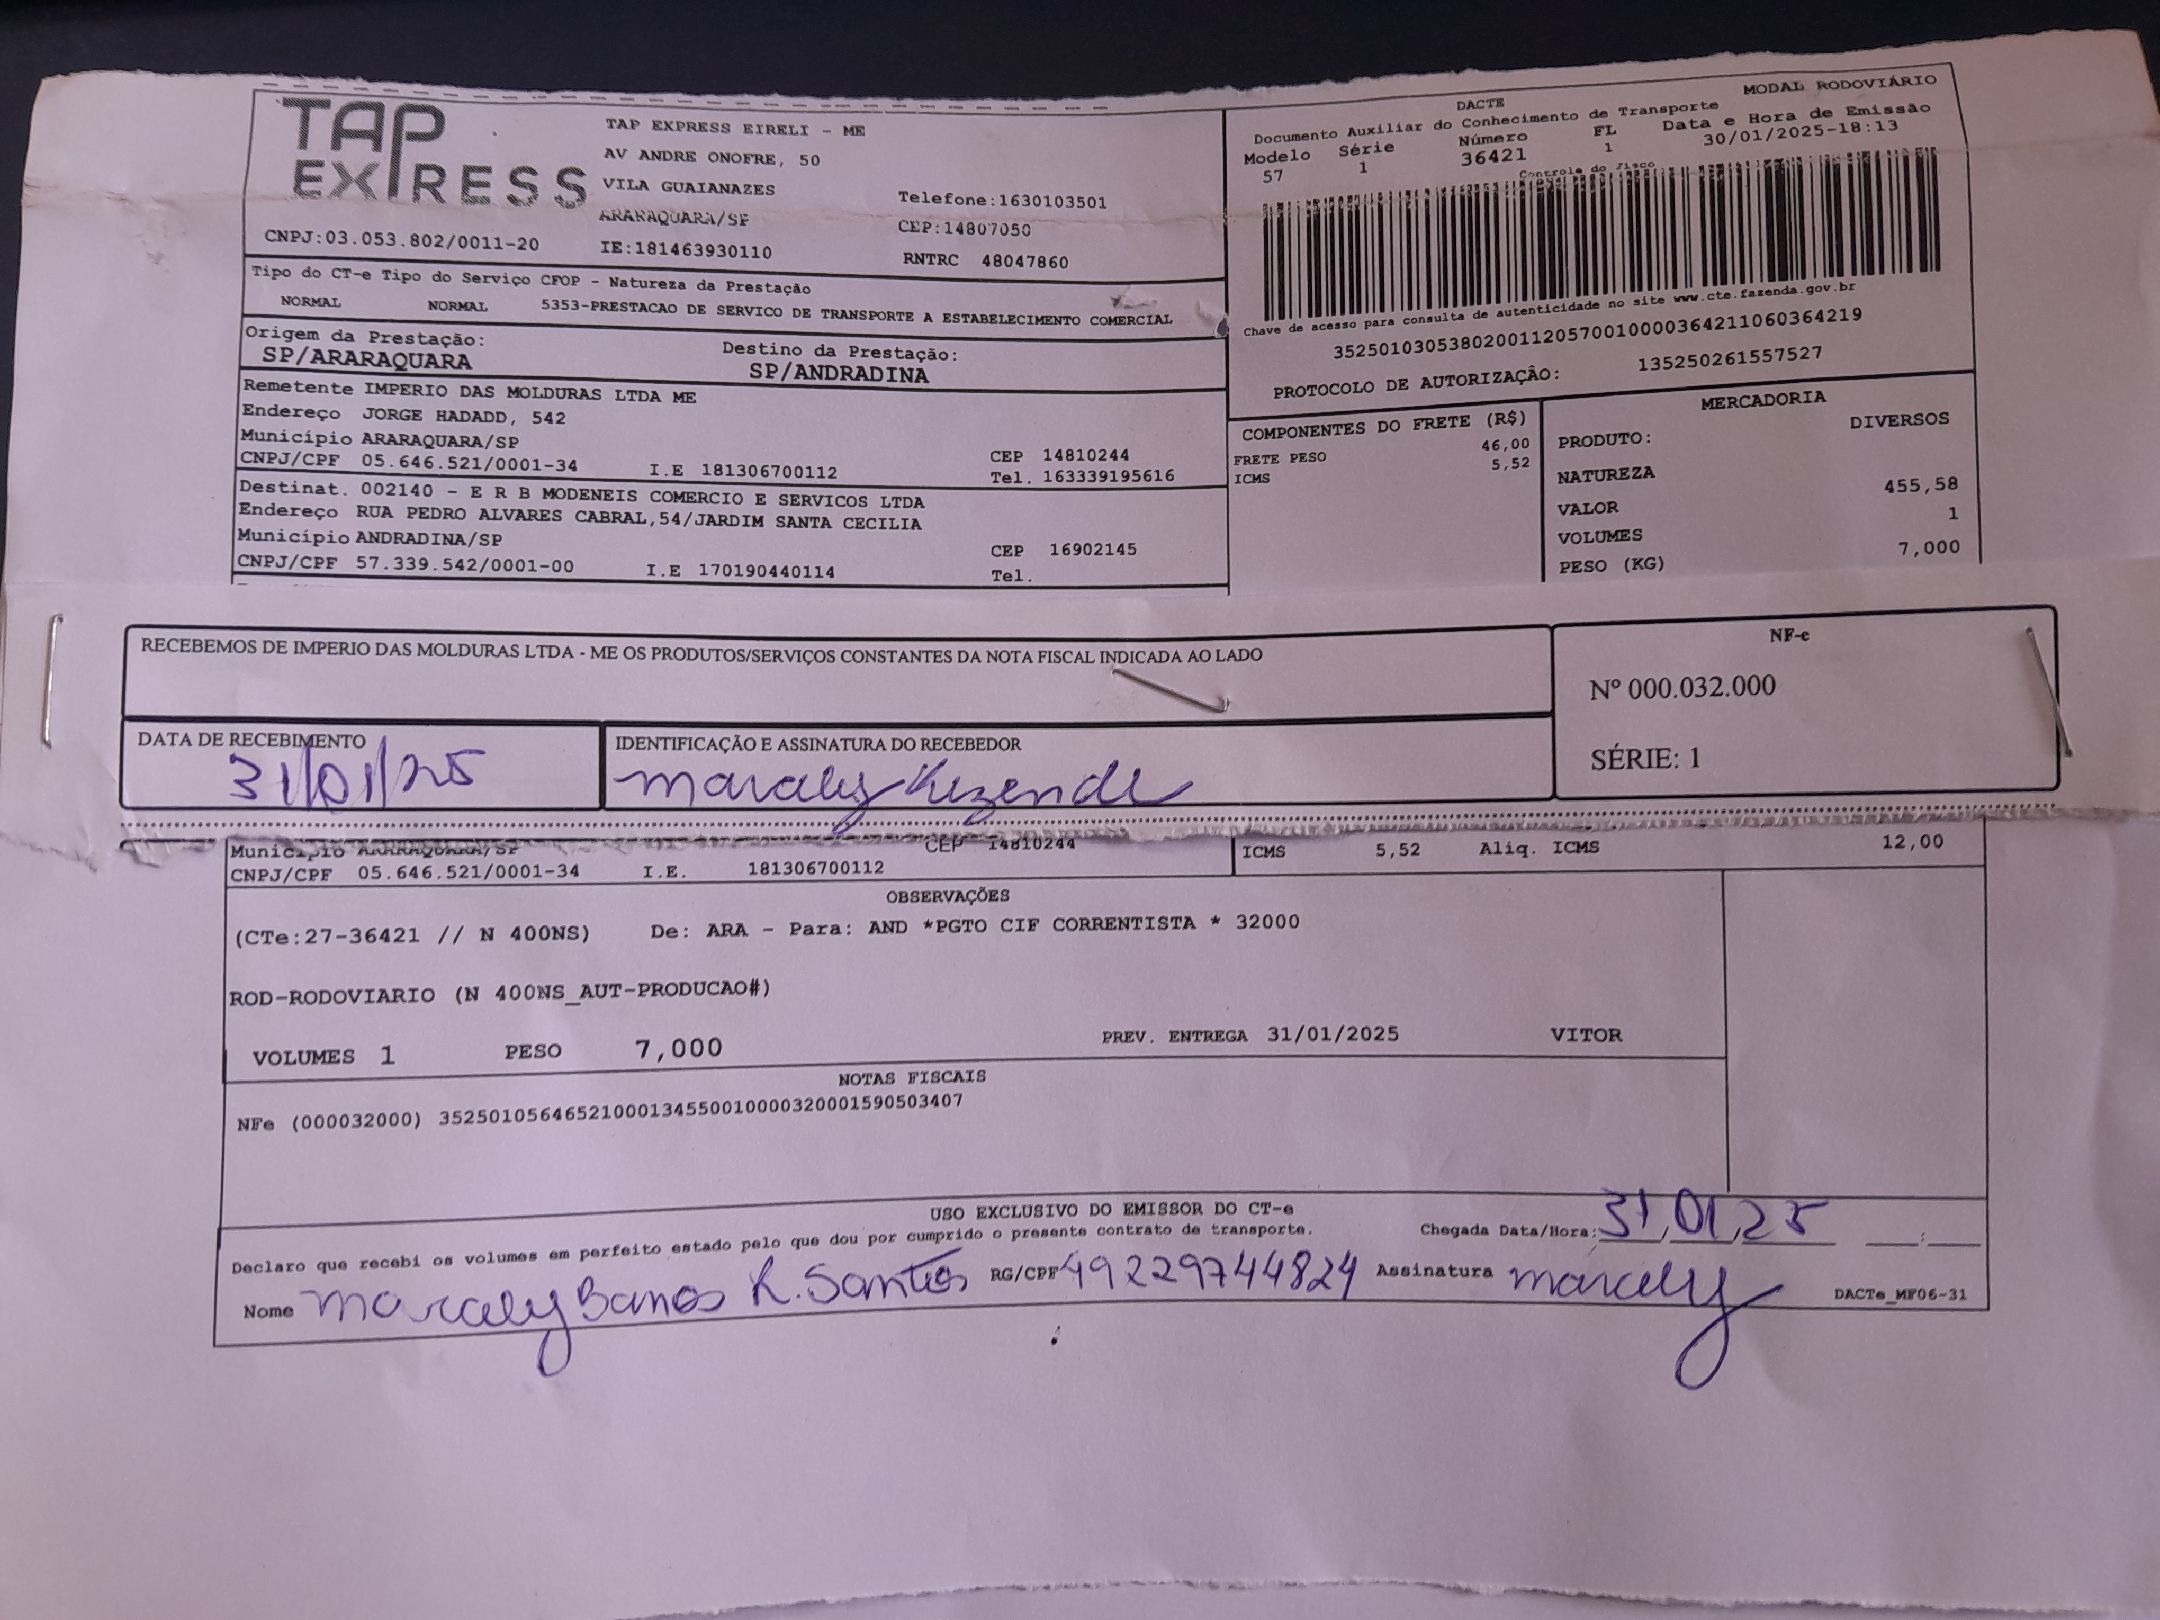 TAP EXPRESS
TAP EXPRESS EIRELI - ME
AV ANDRE ONOFRE, 50
VILA GUAIANAZES
Telefone:1630103501
ARARAQUARA/SP
CEP:14807050
CNPJ:03.053.802/0011-20
IE:181463930110
RNTRC 48047860
MODAL RODOVIÁRIO
DACTE
Documento Auxiliar do Conhecimento de Transporte
Modelo Série Número FL Data e Hora de Emissão
57 1 36421 1 30/01/2025-18:13
Controle do Fisco
Chave de acesso para consulta de autenticidade no site www.cte.fazenda.gov.br
35250103053802001120570010000364211060364219
PROTOCOLO DE AUTORIZAÇÃO: 135250261557527
Tipo do CT-e Tipo do Serviço CFOP - Natureza da Prestação
NORMAL NORMAL 5353-PRESTACAO DE SERVICO DE TRANSPORTE A ESTABELECIMENTO COMERCIAL
Origem da Prestação: Destino da Prestação:
SP/ARARAQUARA SP/ANDRADINA
Remetente IMPERIO DAS MOLDURAS LTDA ME
Endereço JORGE HADADD, 542
Município ARARAQUARA/SP CEP 14810244
CNPJ/CPF 05.646.521/0001-34 I.E 181306700112 Tel. 163339195616
Destinat. 002140 - E R B MODENEIS COMERCIO E SERVICOS LTDA
Endereço RUA PEDRO ALVARES CABRAL,54/JARDIM SANTA CECILIA
Município ANDRADINA/SP CEP 16902145
CNPJ/CPF 57.339.542/0001-00 I.E 170190440114 Tel.
COMPONENTES DO FRETE (R$)
FRETE PESO 46,00
ICMS 5,52
MERCADORIA
PRODUTO: DIVERSOS
NATUREZA
VALOR 455,58
VOLUMES 1
PESO (KG) 7,000
RECEBEMOS DE IMPERIO DAS MOLDURAS LTDA - ME OS PRODUTOS/SERVIÇOS CONSTANTES DA NOTA FISCAL INDICADA AO LADO
NF-e
Nº 000.032.000
SÉRIE: 1
DATA DE RECEBIMENTO
31/01/25
IDENTIFICAÇÃO E ASSINATURA DO RECEBEDOR
Maraly Rezende
Município ARARAQUARA/SP CEP 14810244
CNPJ/CPF 05.646.521/0001-34 I.E. 181306700112
ICMS 5,52 Aliq. ICMS 12,00
OBSERVAÇÕES
(CTe:27-36421 // N 400NS) De: ARA - Para: AND *PGTO CIF CORRENTISTA * 32000
ROD-RODOVIARIO (N 400NS_AUT-PRODUCAO#)
VOLUMES 1 PESO 7,000 PREV. ENTREGA 31/01/2025 VITOR
NOTAS FISCAIS
NFe (000032000) 35250105646521000134550010000320001590503407
USO EXCLUSIVO DO EMISSOR DO CT-e
Declaro que recebi os volumes em perfeito estado pelo que dou por cumprido o presente contrato de transporte.
Chegada Data/Hora: 31/01/25 __:__
Nome R. Santos RG/CPF 49229744824 Assinatura
DACTe_MF06-31